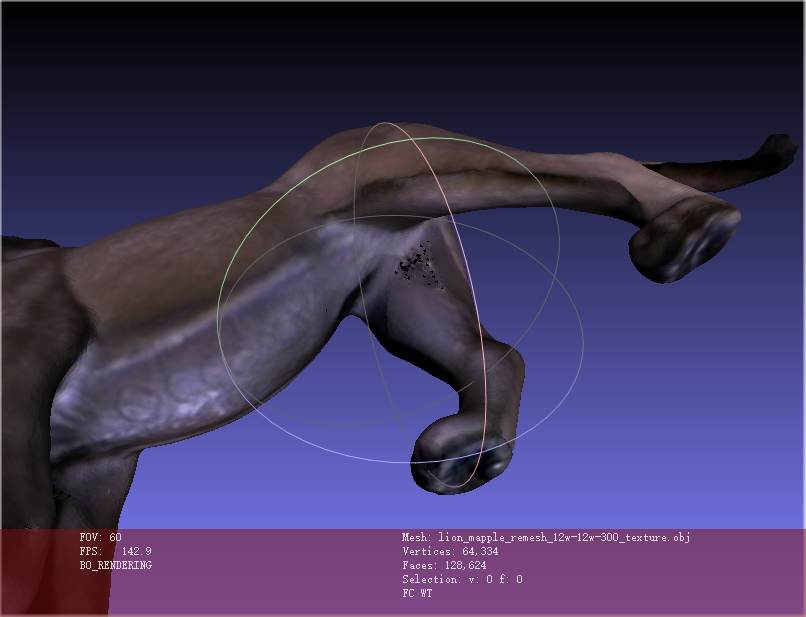 FOV: 60
FPS: 142.9
BO_RENDERING
Mesh: lion_mapple_remesh_12w-12w-300_texture.obj
Vertices: 64,334
Faces: 128,624
Selection: v: 0 f: 0
FC WT